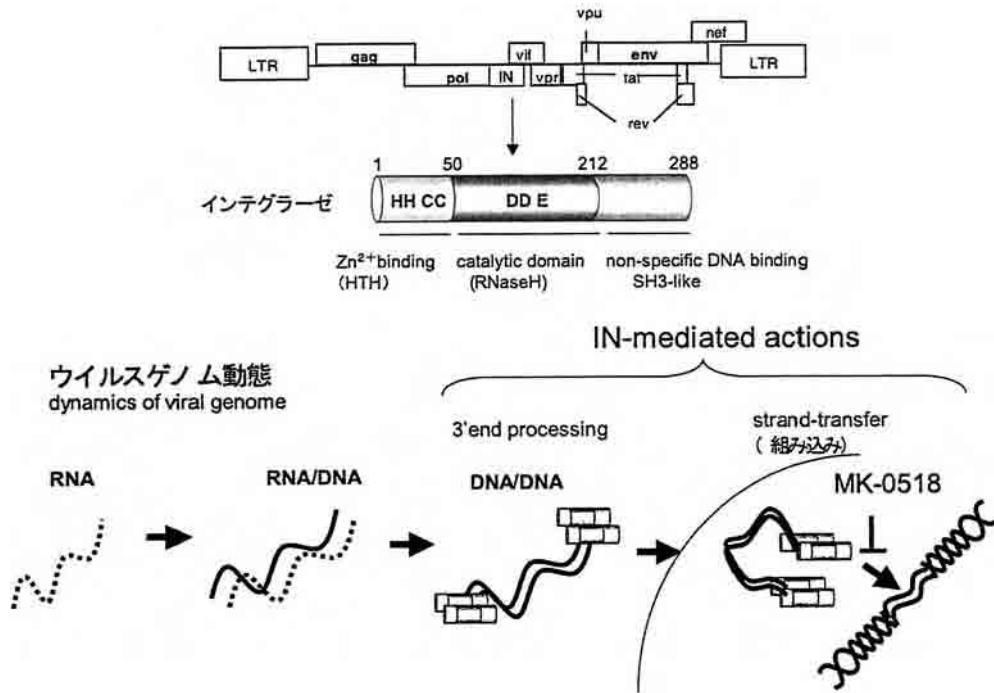 vpu
nef
gag
vif
env
LTR
LTR
pol
IN
vpr
tat
rev
1
50
212
288
インテグラーゼ
HH CC
DD E
Zn²⁺binding
(HTH)
catalytic domain
(RNaseH)
non-specific DNA binding
SH3-like
IN-mediated actions
ウイルスゲノム動態
dynamics of viral genome
3'end processing
strand-transfer
(組み込み)
RNA
RNA/DNA
DNA/DNA
MK-0518